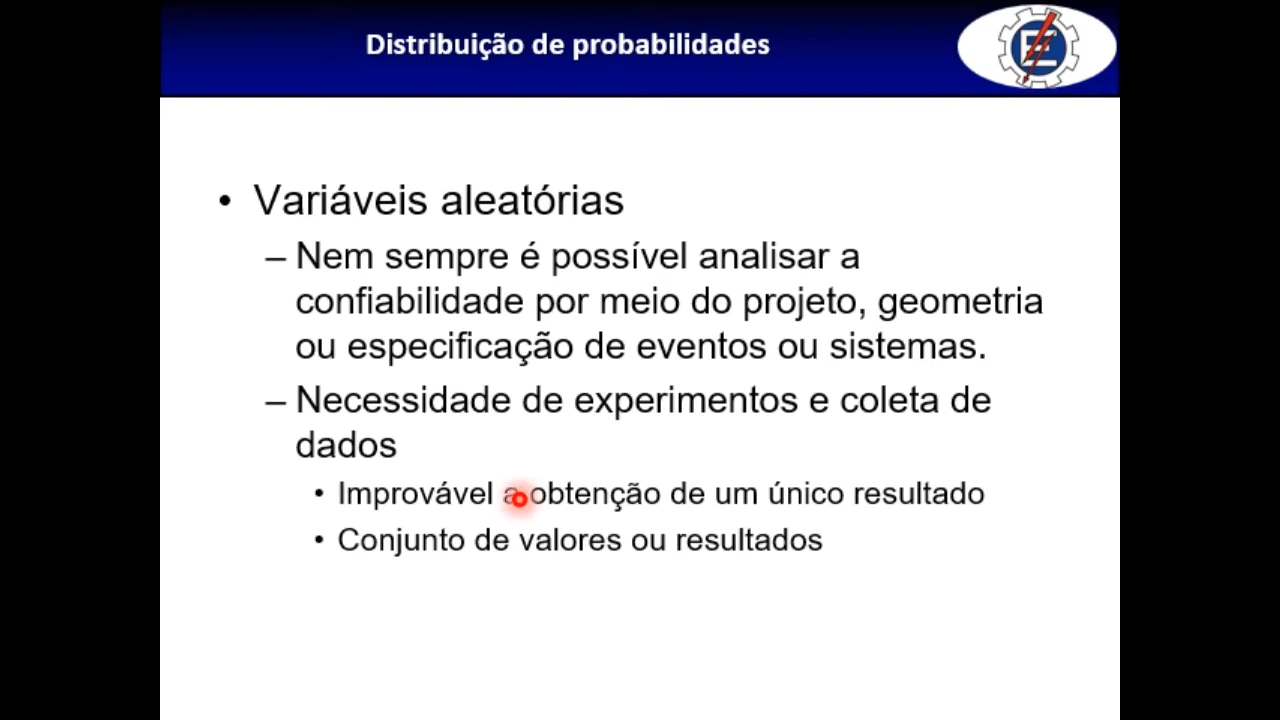 Distribuição de probabilidades
• Variáveis aleatórias
– Nem sempre é possível analisar a
confiabilidade por meio do projeto, geometria
ou especificação de eventos ou sistemas.
– Necessidade de experimentos e coleta de
dados
• Improvável a obtenção de um único resultado
• Conjunto de valores ou resultados